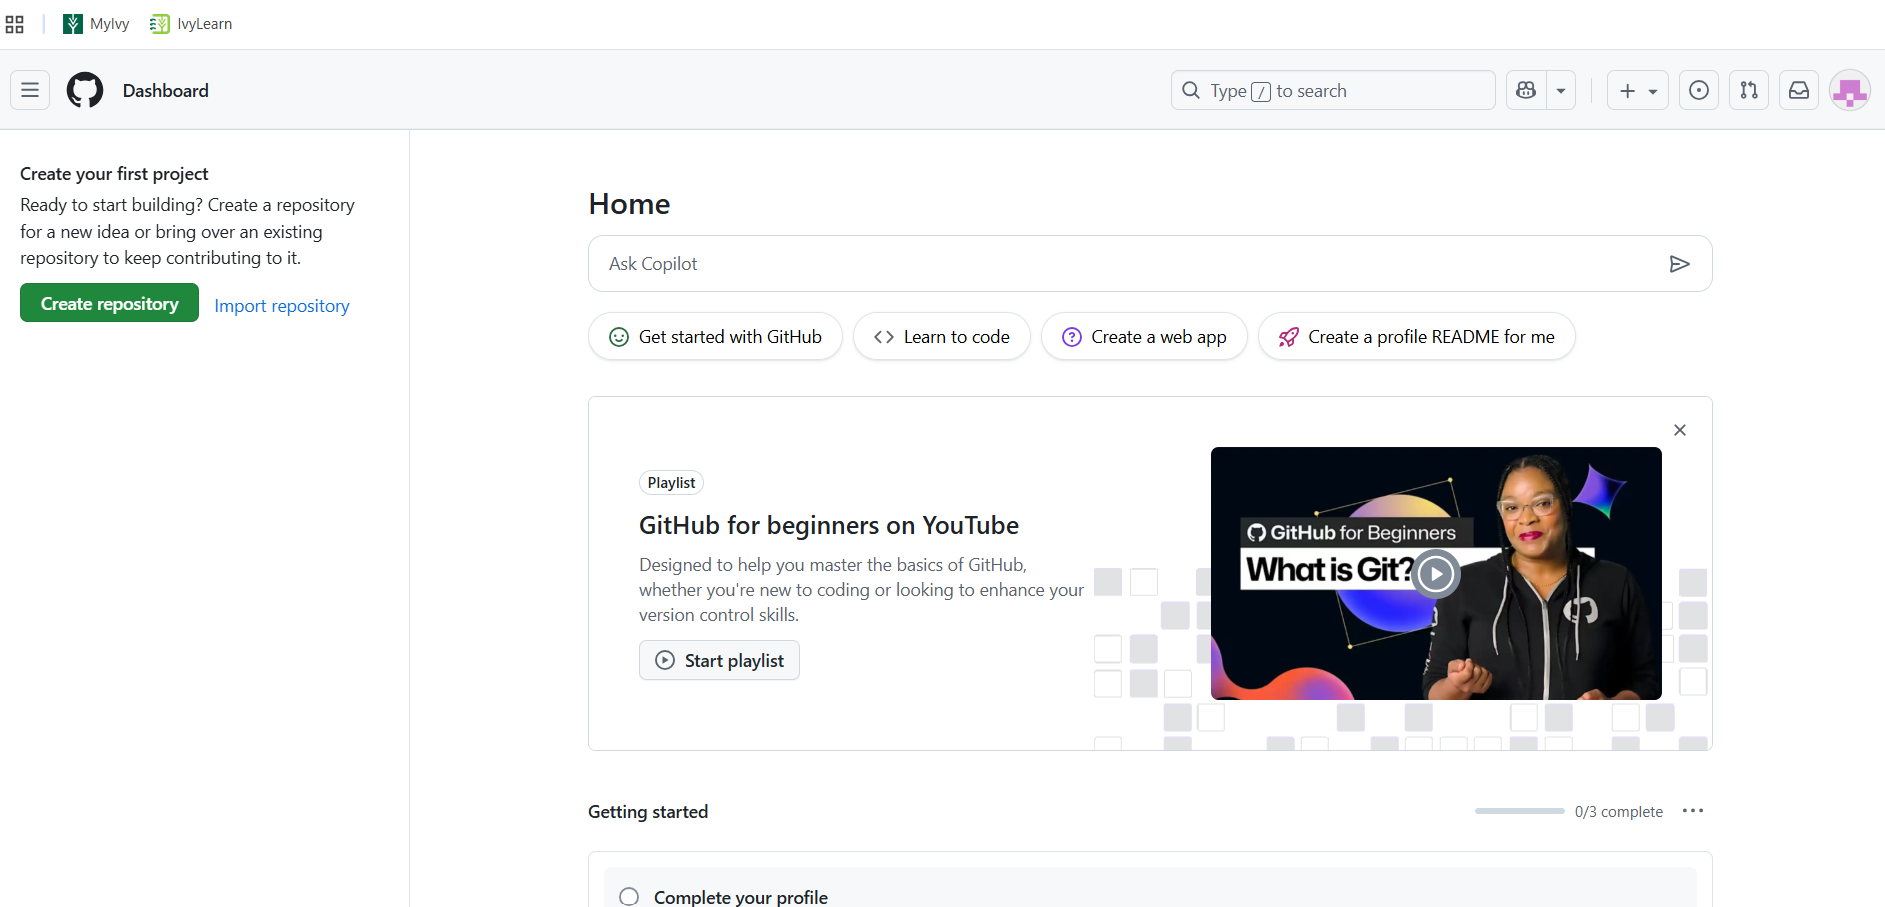 MyIvy
IvyLearn
Dashboard
Type / to search
Create your first project
Ready to start building? Create a repository
for a new idea or bring over an existing
repository to keep contributing to it.
Create repository
Import repository
Home
Ask Copilot
Get started with GitHub
Learn to code
Create a web app
Create a profile README for me
Playlist
GitHub for beginners on YouTube
Designed to help you master the basics of GitHub,
whether you're new to coding or looking to enhance your
version control skills.
Start playlist
GitHub for Beginners
What is Git?
Getting started
0/3 complete
Complete your profile